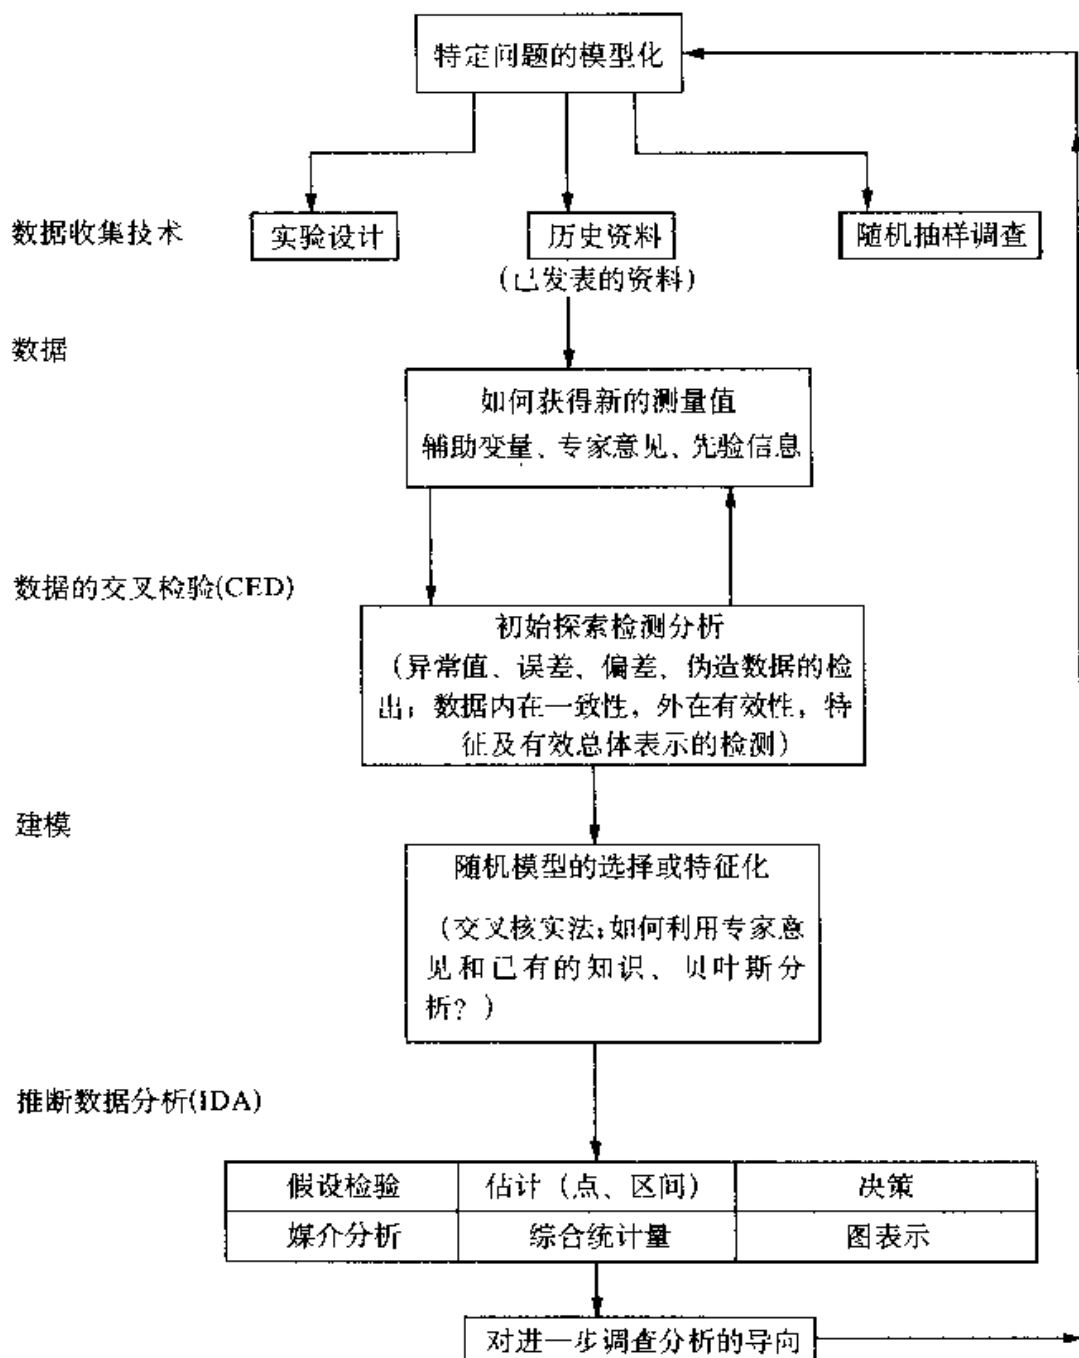 特定问题的模型化
数据收集技术
实验设计
历史资料
随机抽样调查
(已发表的资料)
数据
如何获得新的测量值
辅助变量、专家意见、先验信息
数据的交叉检验(CED)
初始探索检测分析
(异常值、误差、偏差、伪造数据的检
出;数据内在一致性,外在有效性,特
征及有效总体表示的检测)
建模
随机模型的选择或特征化
(交叉核实法;如何利用专家意
见和已有的知识、贝叶斯分
析?)
推断数据分析(IDA)
假设检验
估计(点、区间)
决策
媒介分析
综合统计量
图表示
对进一步调查分析的导向